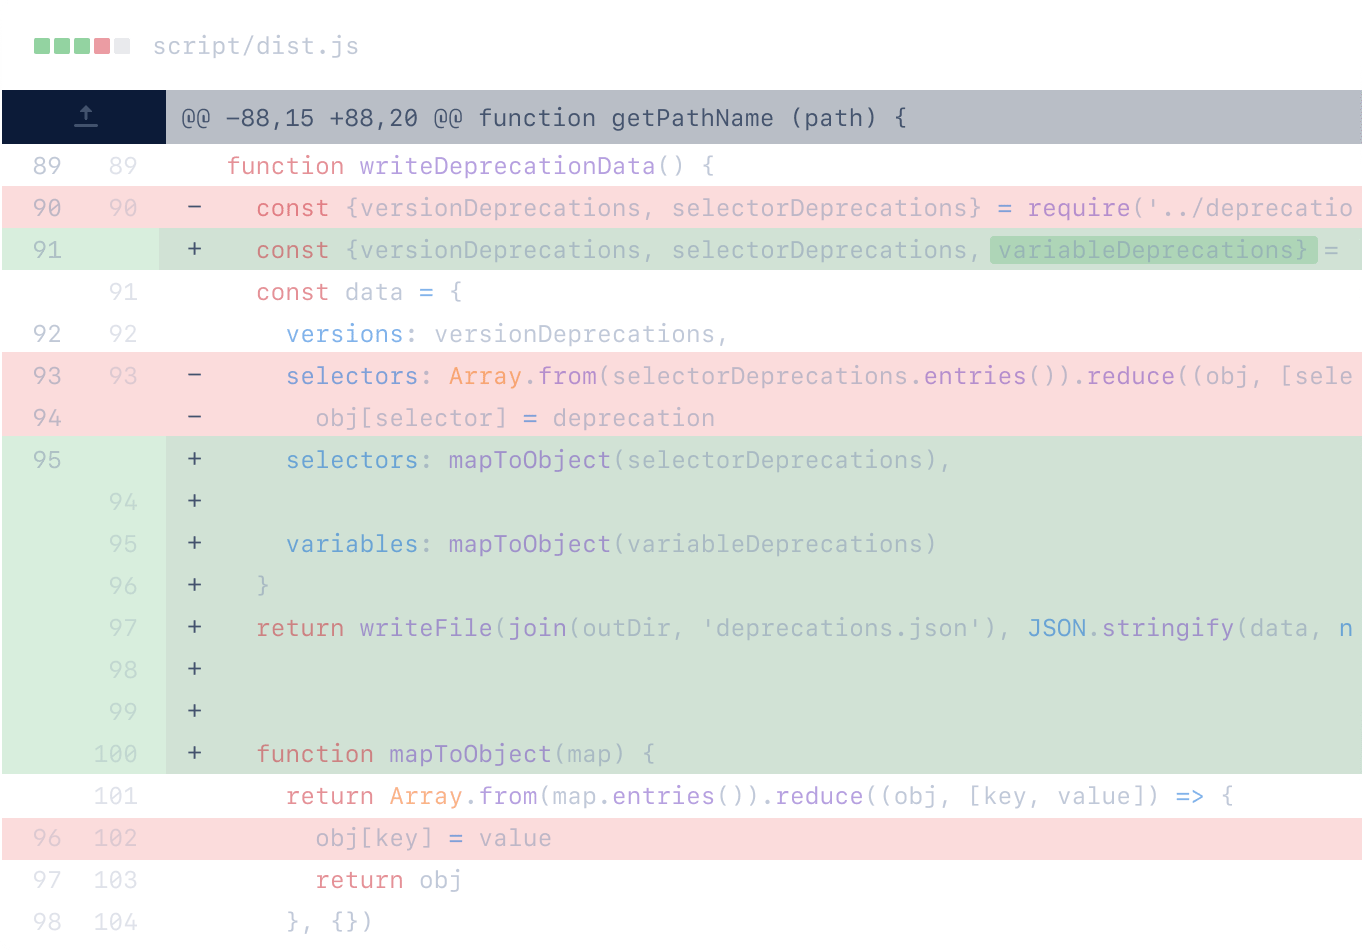 script/dist.js
@@ −88,15 +88,20 @@ function getPathName (path) {
89 89 function writeDeprecationData() {
90 90 − const {versionDeprecations, selectorDeprecations} = require('../deprecatio
91 + const {versionDeprecations, selectorDeprecations, variableDeprecations} =
91 const data = {
92 92 versions: versionDeprecations,
93 93 − selectors: Array.from(selectorDeprecations.entries()).reduce((obj, [sele
94 − obj[selector] = deprecation
95 + selectors: mapToObject(selectorDeprecations),
94 +
95 + variables: mapToObject(variableDeprecations)
96 + }
97 + return writeFile(join(outDir, 'deprecations.json'), JSON.stringify(data, n
98 +
99 +
100 + function mapToObject(map) {
101 return Array.from(map.entries()).reduce((obj, [key, value]) => {
96 102 obj[key] = value
97 103 return obj
98 104 }, {})